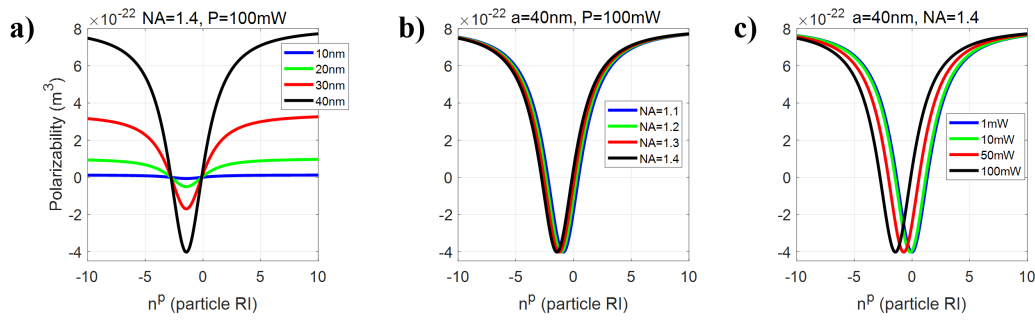 a)
×10⁻²² NA=1.4, P=100mW
Polarizability (m³)
8
6
4
2
0
-2
-4
-10 -5 0 5 10
nᵖ (particle RI)
10nm
20nm
30nm
40nm
b)
×10⁻²² a=40nm, P=100mW
8
6
4
2
0
-2
-4
-10 -5 0 5 10
nᵖ (particle RI)
NA=1.1
NA=1.2
NA=1.3
NA=1.4
c)
×10⁻²² a=40nm, NA=1.4
8
6
4
2
0
-2
-4
-10 -5 0 5 10
nᵖ (particle RI)
1mW
10mW
50mW
100mW